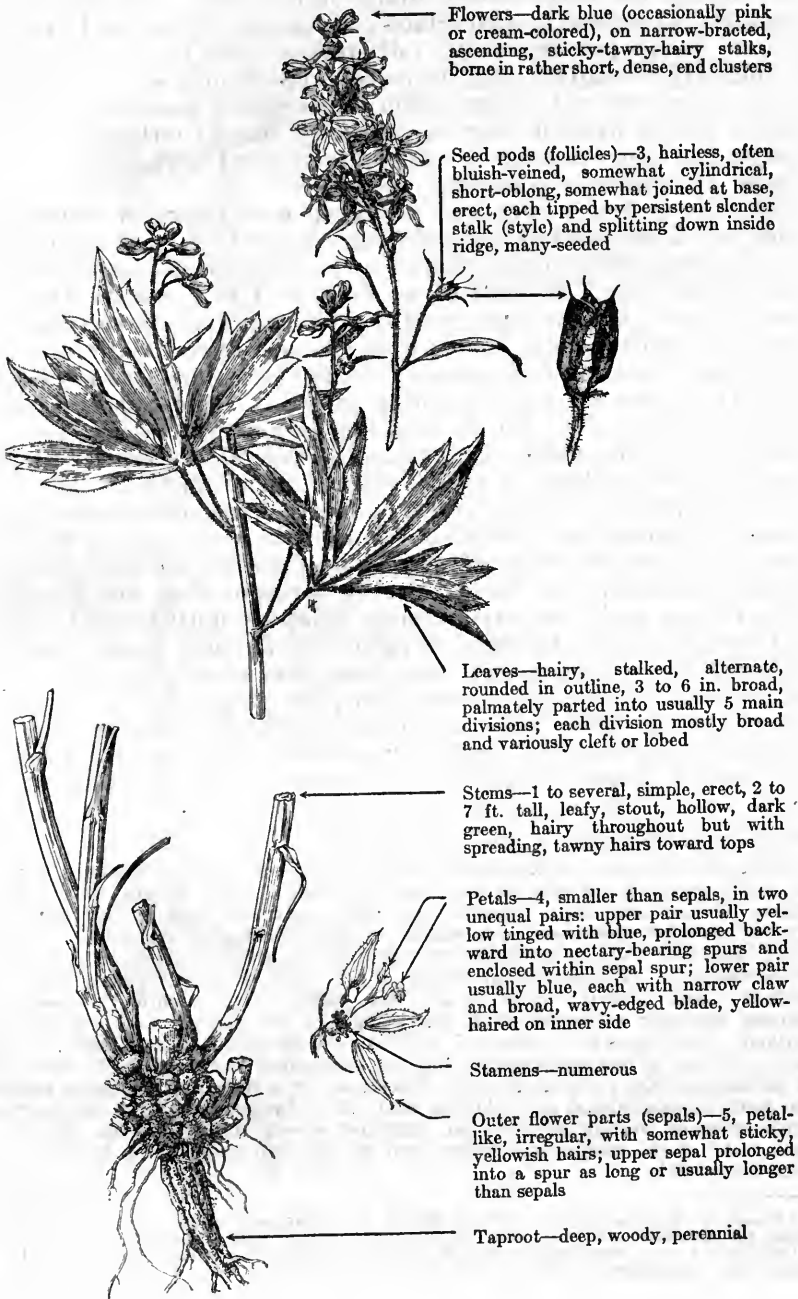 Flowers—dark blue (occasionally pink
or cream-colored), on narrow-bracted,
ascending, sticky-tawny-hairy stalks,
borne in rather short, dense, end clusters
Seed pods (follicles)—3, hairless, often
bluish-veined, somewhat cylindrical,
short-oblong, somewhat joined at base,
erect, each tipped by persistent slender
stalk (style) and splitting down inside
ridge, many-seeded
Leaves—hairy, stalked, alternate,
rounded in outline, 3 to 6 in. broad,
palmately parted into usually 5 main
divisions; each division mostly broad
and variously cleft or lobed
Stems—1 to several, simple, erect, 2 to
7 ft. tall, leafy, stout, hollow, dark
green, hairy throughout but with
spreading, tawny hairs toward tops
Petals—4, smaller than sepals, in two
unequal pairs: upper pair usually yel-
low tinged with blue, prolonged back-
ward into nectary-bearing spurs and
enclosed within sepal spur; lower pair
usually blue, each with narrow claw
and broad, wavy-edged blade, yellow-
haired on inner side
Stamens—numerous
Outer flower parts (sepals)—5, petal-
like, irregular, with somewhat sticky,
yellowish hairs; upper sepal prolonged
into a spur as long or usually longer
than sepals
Taproot—deep, woody, perennial